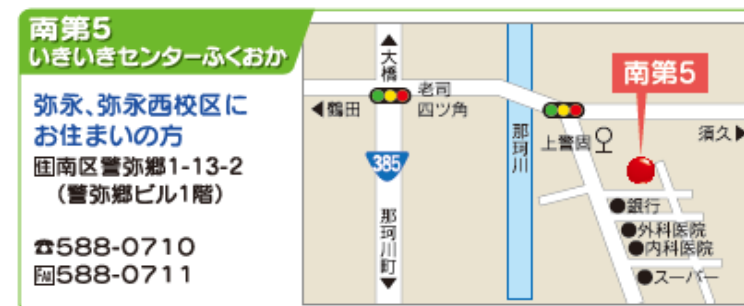 南第5
いきいきセンターふくおか
弥永、弥永西校区に
お住まいの方
住南区警弥郷1-13-2
（警弥郷ビル1階）
☎588-0710
FAX588-0711
▲大橋
◀鶴田
老司
四ツ角
385
那珂川町▼
那珂川
上警固
南第5
須久▶
●銀行
●外科医院
●内科医院
●スーパー